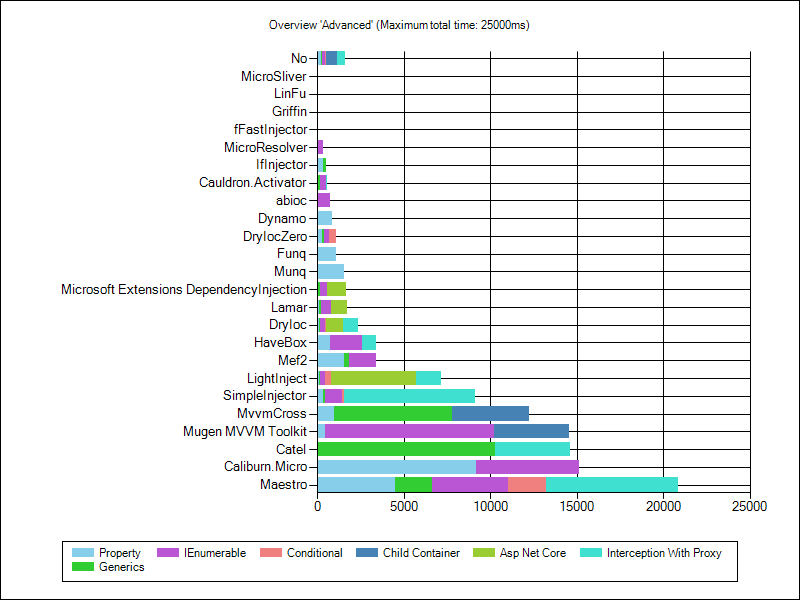 Overview 'Advanced' (Maximum total time: 25000ms)
No
MicroSliver
LinFu
Griffin
fFastInjector
MicroResolver
IfInjector
Cauldron.Activator
abioc
Dynamo
DryIocZero
Funq
Munq
Microsoft Extensions DependencyInjection
Lamar
DryIoc
HaveBox
Mef2
LightInject
SimpleInjector
MvvmCross
Mugen MVVM Toolkit
Catel
Caliburn.Micro
Maestro
0 5000 10000 15000 20000 25000
Property IEnumerable Conditional Child Container Asp Net Core Interception With Proxy
Generics